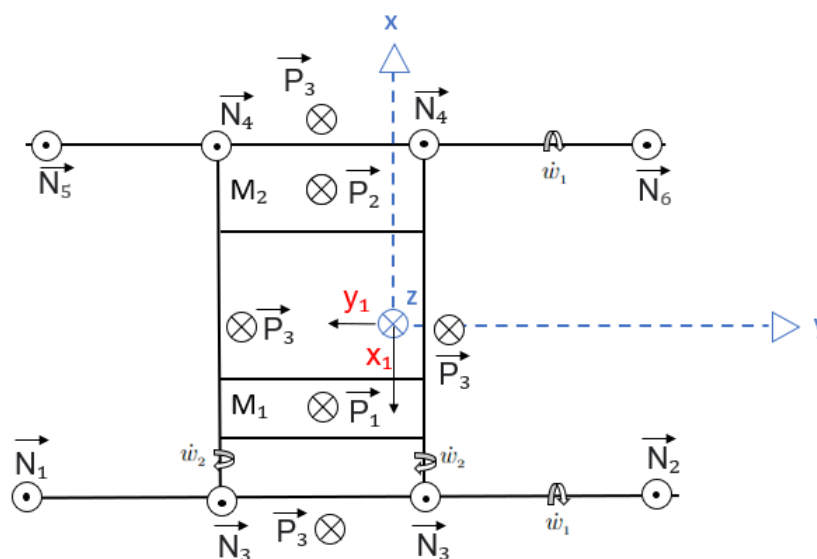 x
P₃
N₄ N₄
N₅ M₂ P₂ ẇ₁ N₆
y₁ z y
P₃ x₁ P₃
M₁ P₁
N₁ ẇ₂ ẇ₂ N₂
N₃ P₃ N₃ ẇ₁